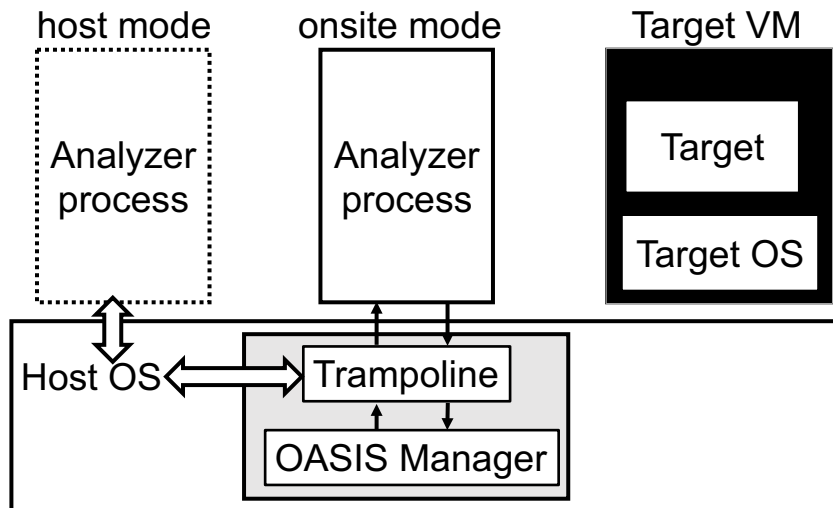 host mode
onsite mode
Target VM
Analyzer
process
Analyzer
process
Target
Target OS
Host OS
Trampoline
OASIS Manager